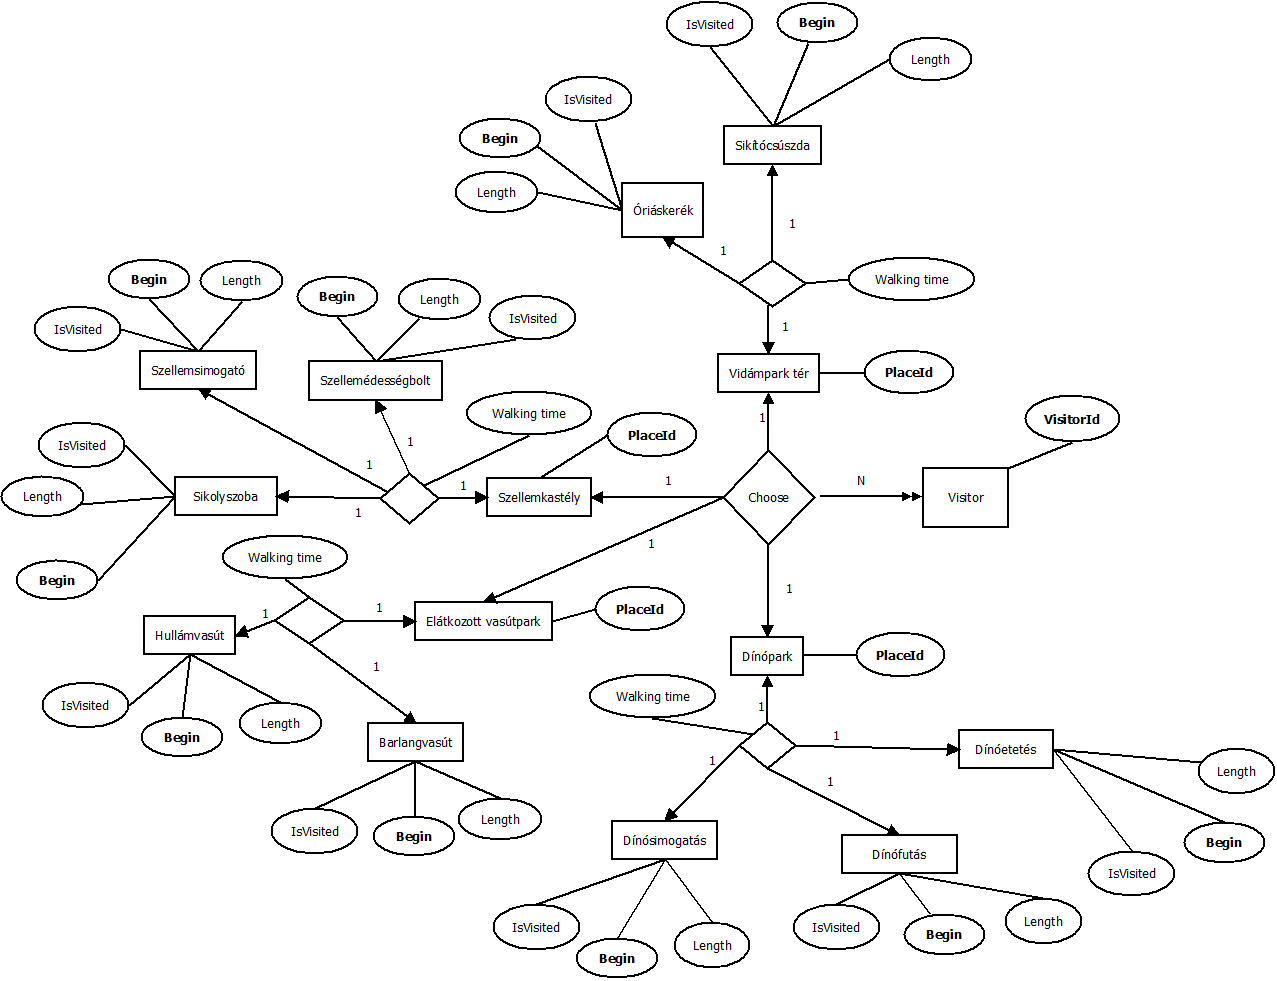 IsVisited
Begin
Length
Sikítócsúszda
IsVisited
Begin
Length
Óriáskerék
1
1
Walking time
1
Vidámpark tér
PlaceId
Begin
Length
IsVisited
Szellemsimogató
Begin
Length
IsVisited
Szellemédességbolt
Walking time
PlaceId
1
1
1
1
Szellemkastély
IsVisited
Length
Begin
Sikolyszoba
1
1
Choose
N
Visitor
VisitorId
1
1
Walking time
1
1
Elátkozott vasútpark
PlaceId
Hullámvasút
1
IsVisited
Begin
Length
Barlangvasút
IsVisited
Begin
Length
Dínópark
PlaceId
Walking time
1
1
1
1
Dínóetetés
Length
Begin
IsVisited
Dínósimogatás
IsVisited
Begin
Length
Dínófutás
IsVisited
Begin
Length